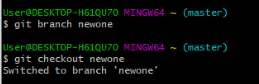 User@DESKTOP-H61QU70 MINGW64 ~ (master)
$ git branch newone
User@DESKTOP-H61QU70 MINGW64 ~ (master)
$ git checkout newone
Switched to branch 'newone'